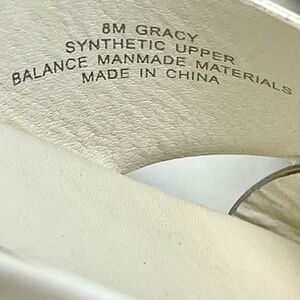 8M GRACY
SYNTHETIC UPPER
BALANCE MANMADE MATERIALS
MADE IN CHINA